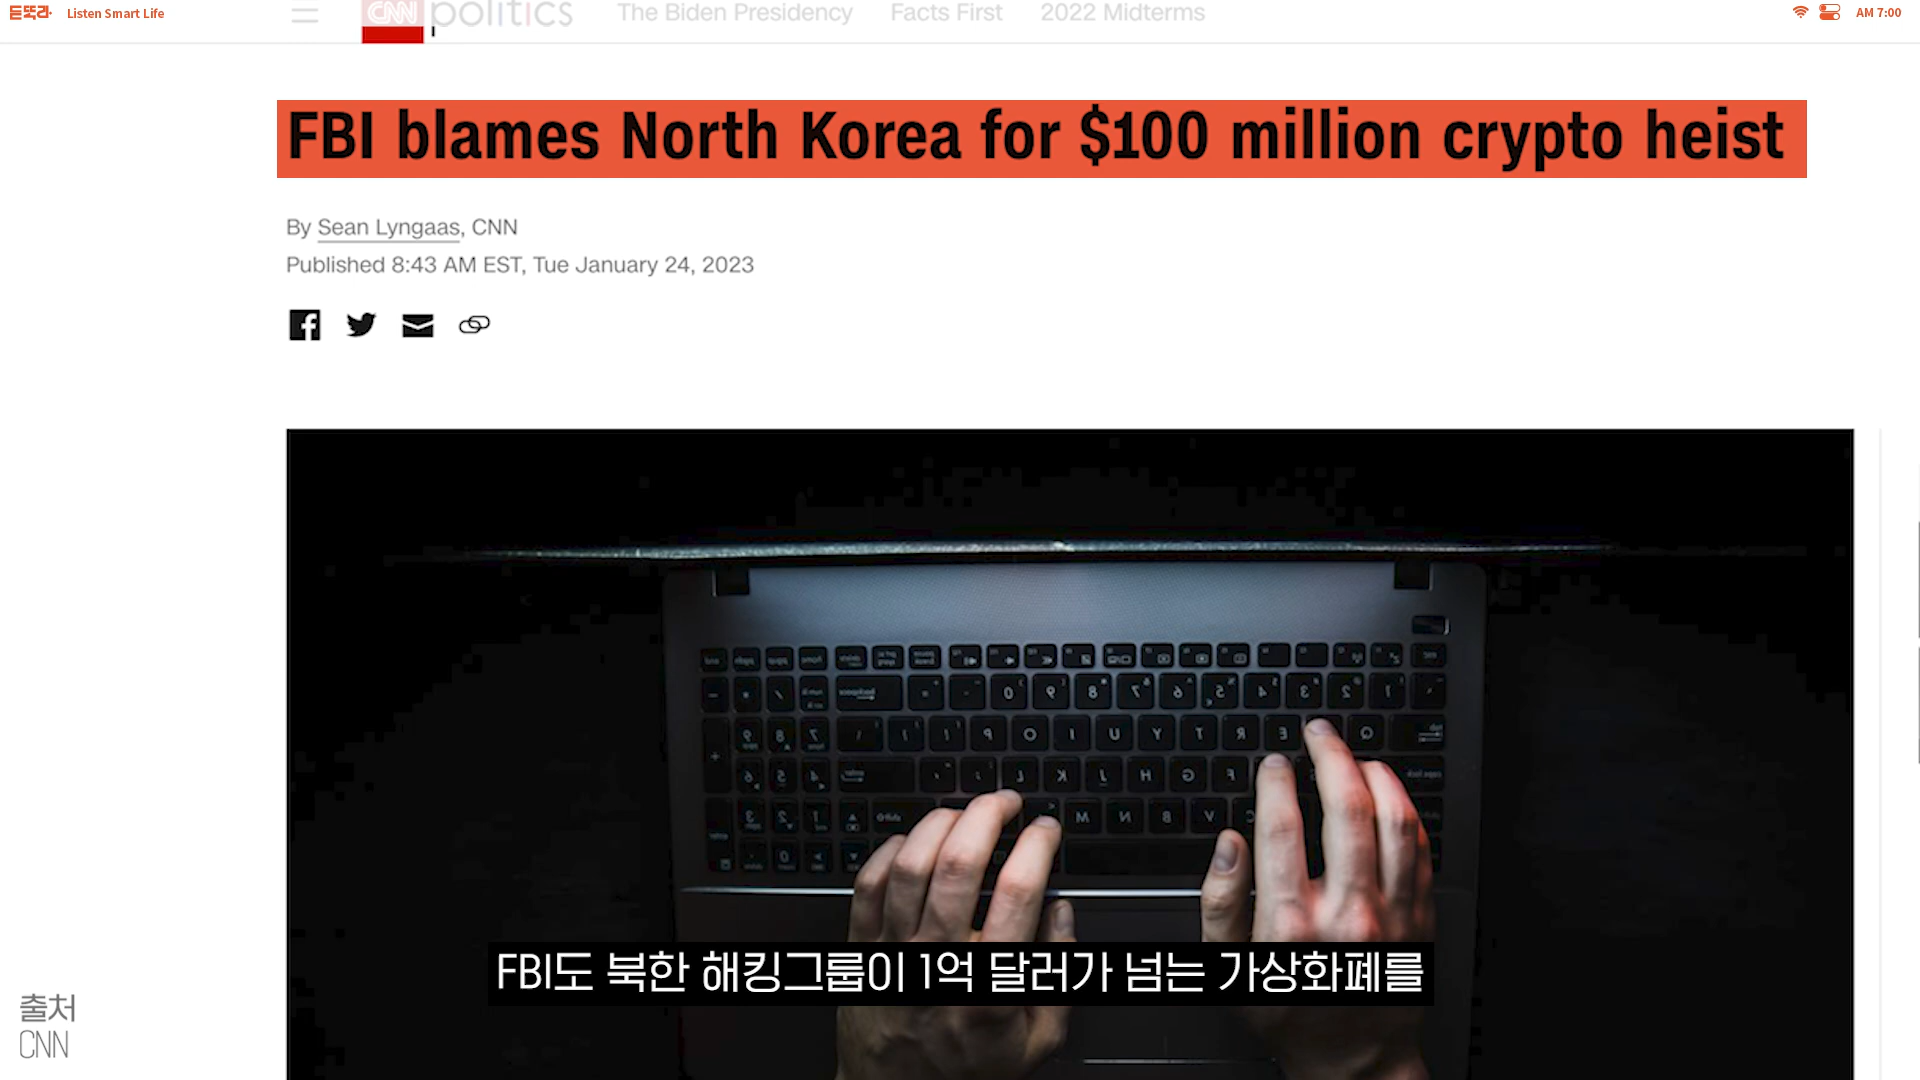 듣똑라 Listen Smart Life
AM 7:00
CNN politics The Biden Presidency Facts First 2022 Midterms
FBI blames North Korea for $100 million crypto heist
By Sean Lyngaas, CNN
Published 8:43 AM EST, Tue January 24, 2023
FBI도 북한 해킹그룹이 1억 달러가 넘는 가상화폐를
출처
CNN